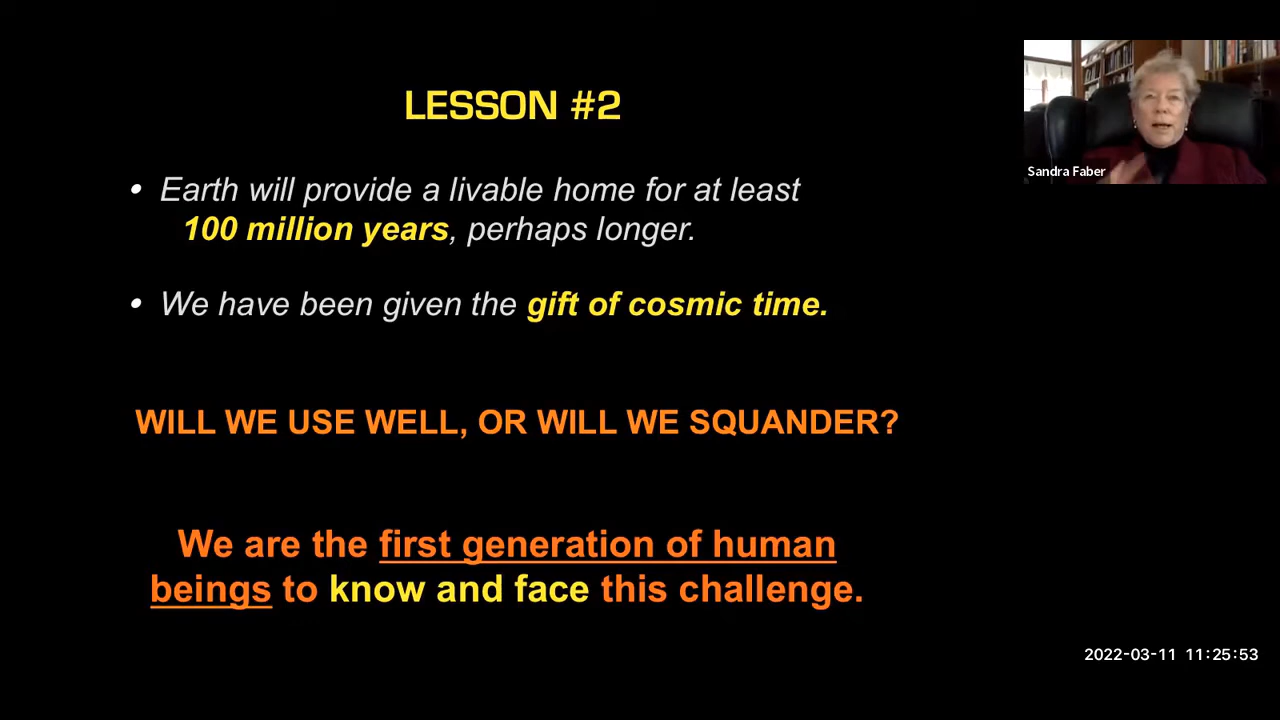 LESSON #2
• Earth will provide a livable home for at least
100 million years, perhaps longer.
• We have been given the gift of cosmic time.
WILL WE USE WELL, OR WILL WE SQUANDER?
We are the first generation of human
beings to know and face this challenge.
Sandra Faber
2022-03-11 11:25:53